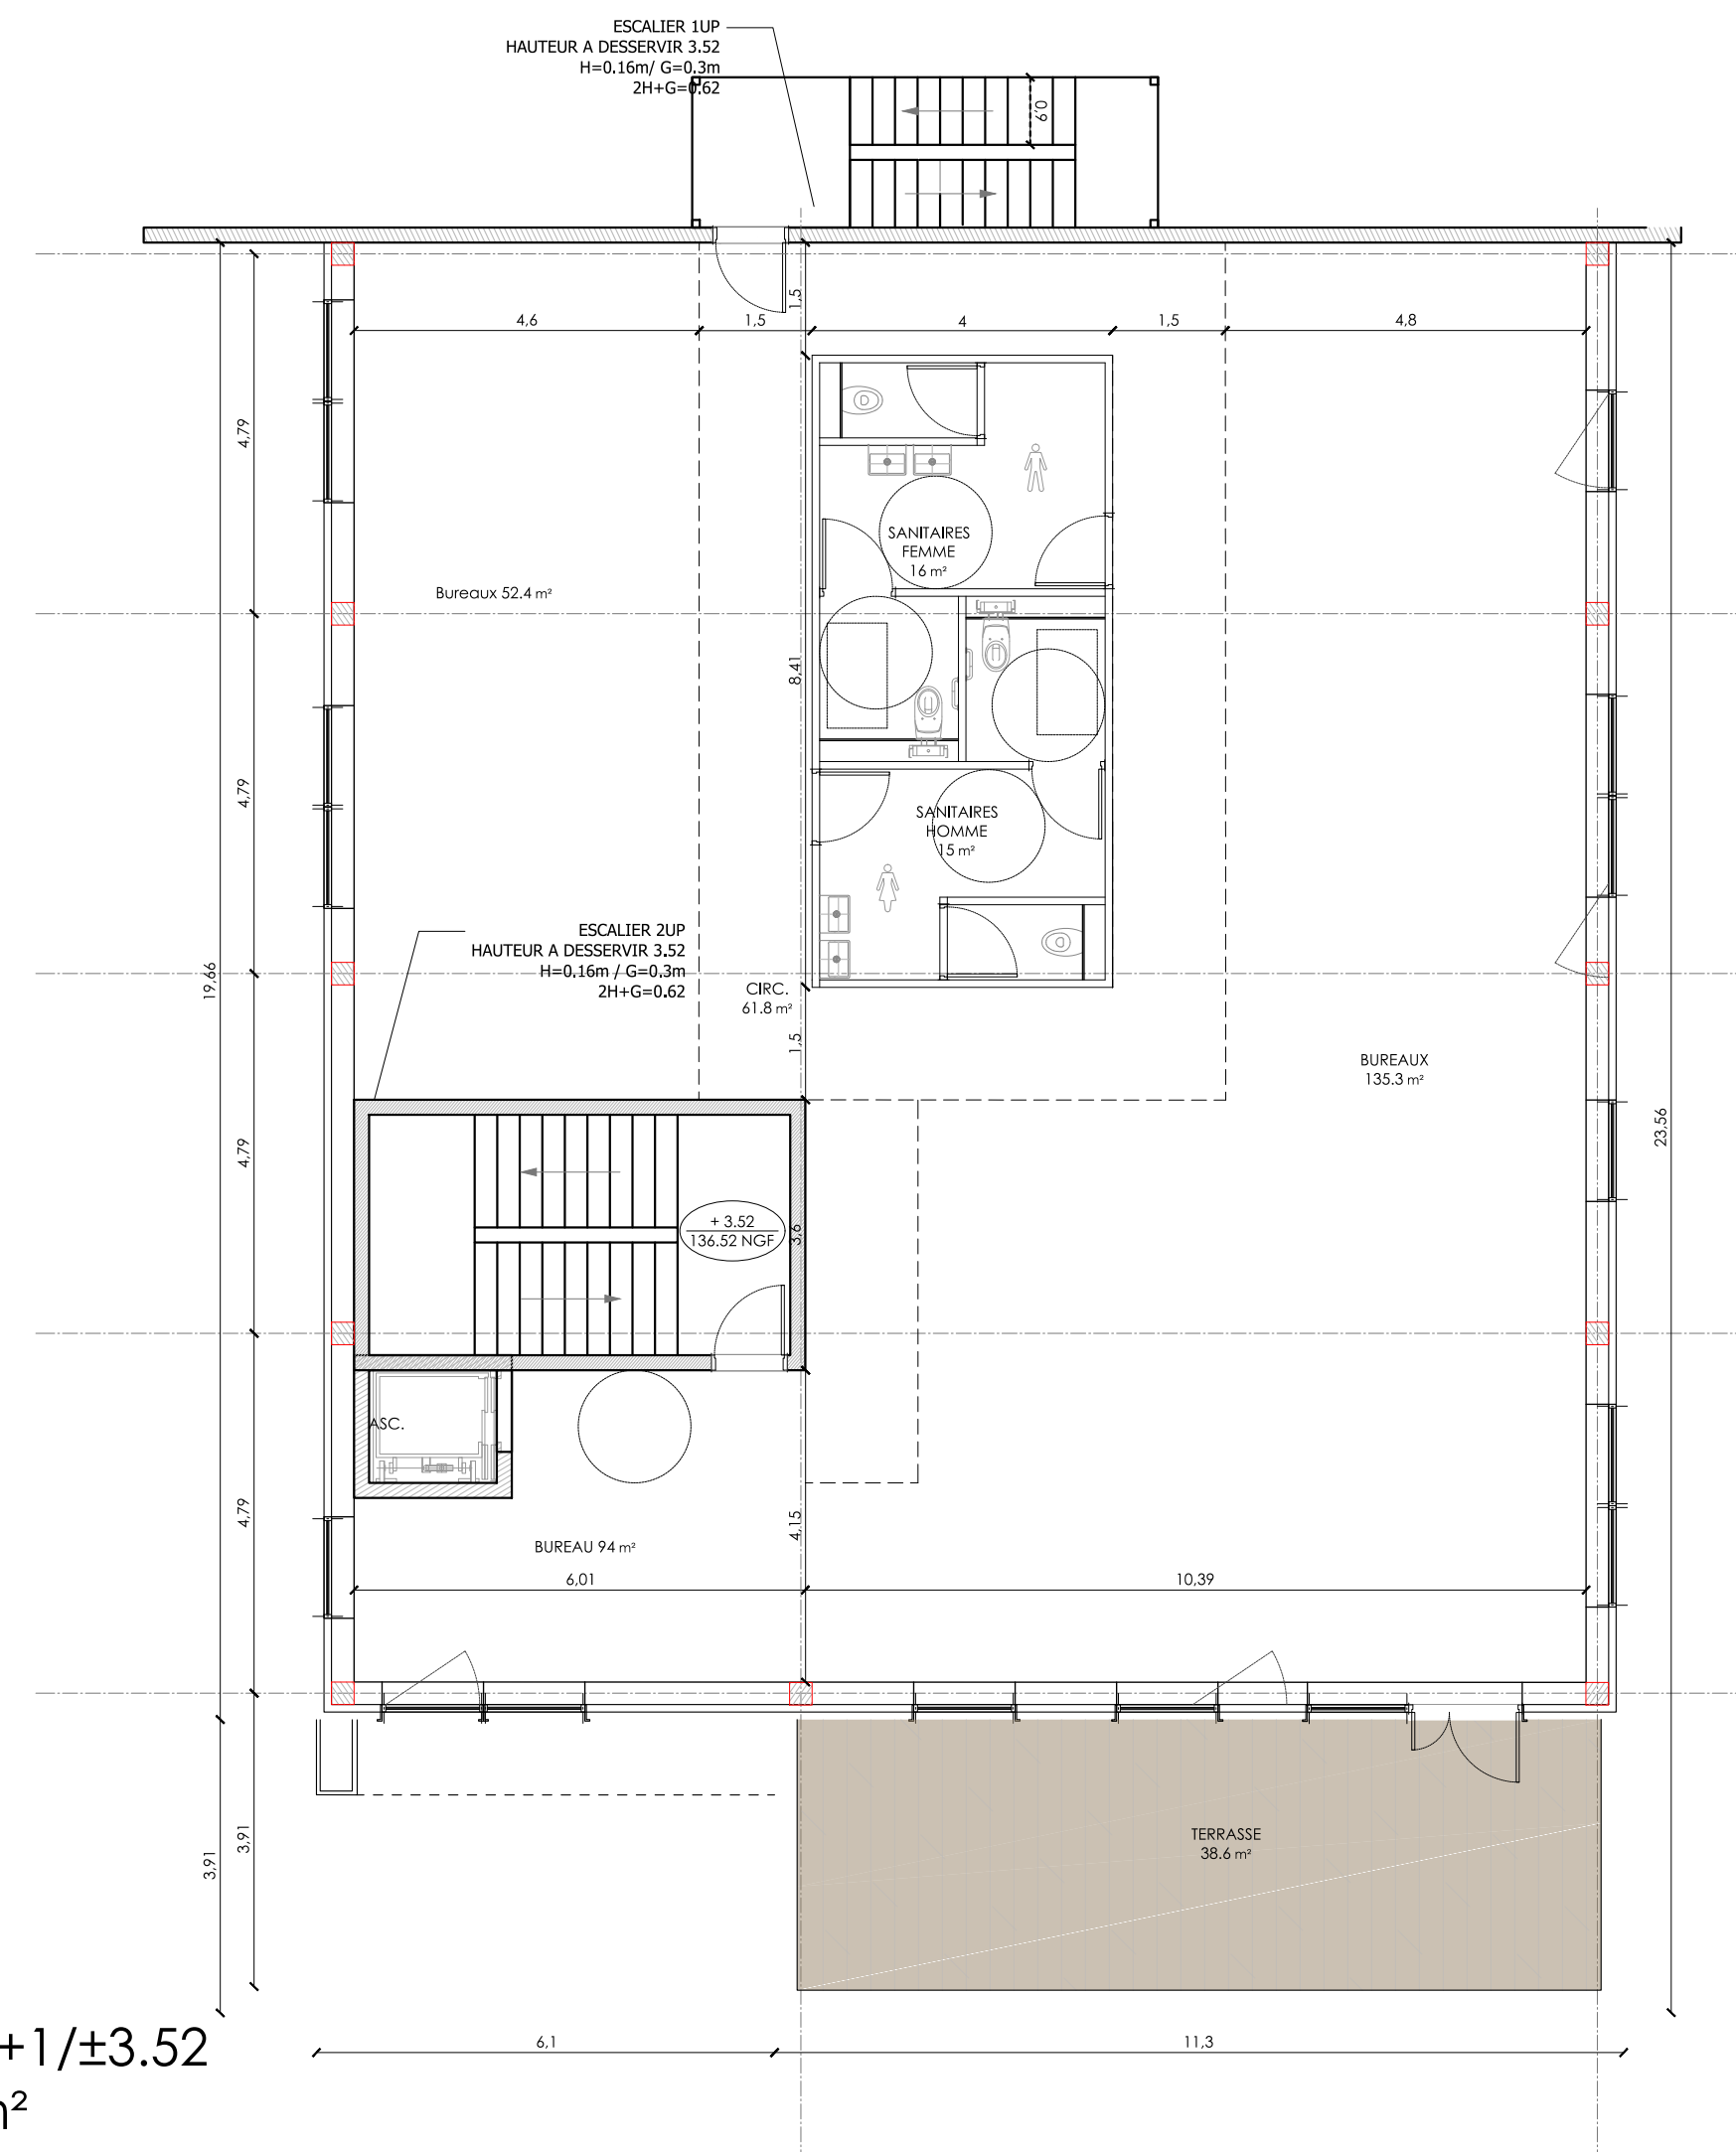 ESCALIER 1UP
HAUTEUR A DESSERVIR 3.52
H=0.16m/ G=0.3m
2H+G=0.62
0,9
1,5
4,6
1,5
4
1,5
4,8
4,79
SANITAIRES
FEMME
16 m²
Bureaux 52.4 m²
8,41
4,79
SANITAIRES
HOMME
15 m²
ESCALIER 2UP
HAUTEUR A DESSERVIR 3.52
H=0.16m / G=0.3m
2H+G=0.62
19,66
CIRC.
61.8 m²
1,5
BUREAUX
135.3 m²
4,79
23,56
+ 3.52
136.52 NGF
3,6
ASC.
4,79
4,15
BUREAU 94 m²
6,01
10,39
TERRASSE
38.6 m²
3,91
3,91
+1/±3.52
m²
6,1
11,3